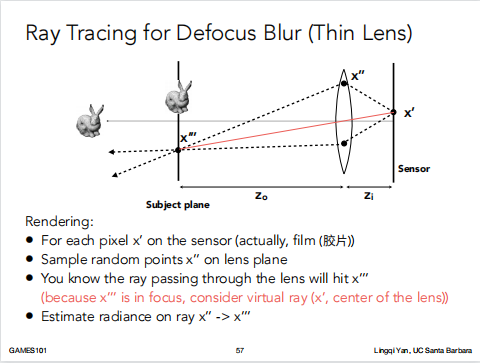 Ray Tracing for Defocus Blur (Thin Lens)
x''
x'
x'''
Sensor
zo
zi
Subject plane
Rendering:
● For each pixel x' on the sensor (actually, film (胶片))
● Sample random points x'' on lens plane
● You know the ray passing through the lens will hit x'''
(because x''' is in focus, consider virtual ray (x', center of the lens))
● Estimate radiance on ray x'' -> x'''
GAMES101
57
Lingqi Yan, UC Santa Barbara